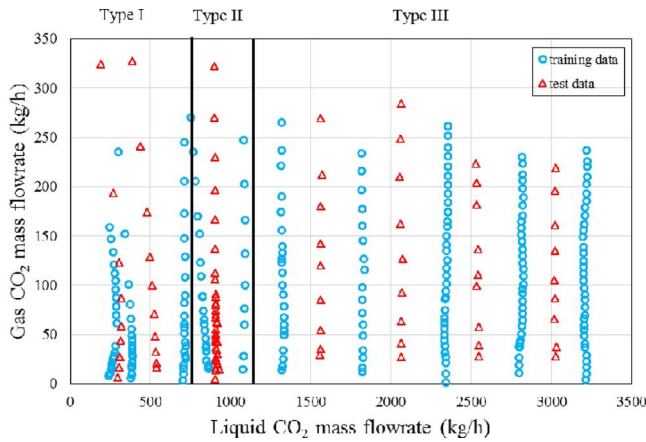 Type I
Type II
Type III
350
300
250
200
150
100
50
0
Gas CO₂ mass flowrate (kg/h)
training data
test data
0
500
1000
1500
2000
2500
3000
3500
Liquid CO₂ mass flowrate (kg/h)